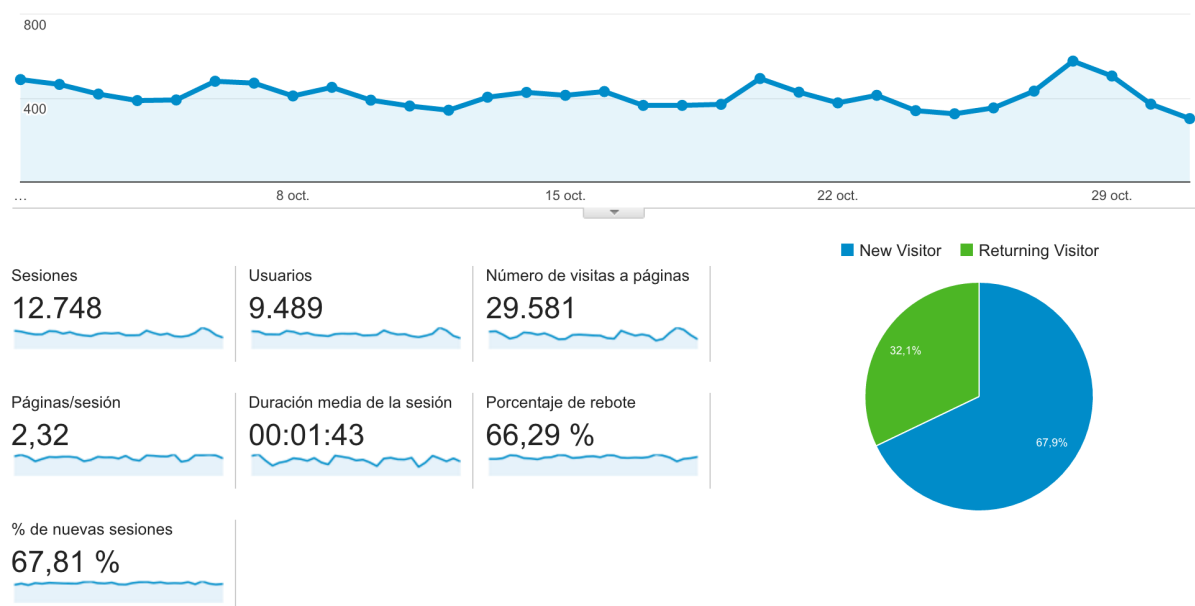 800
400
...
8 oct.
15 oct.
22 oct.
29 oct.
New Visitor
Returning Visitor
Sesiones
12.748
Usuarios
9.489
Número de visitas a páginas
29.581
Páginas/sesión
2,32
Duración media de la sesión
00:01:43
Porcentaje de rebote
66,29 %
% de nuevas sesiones
67,81 %
32,1%
67,9%